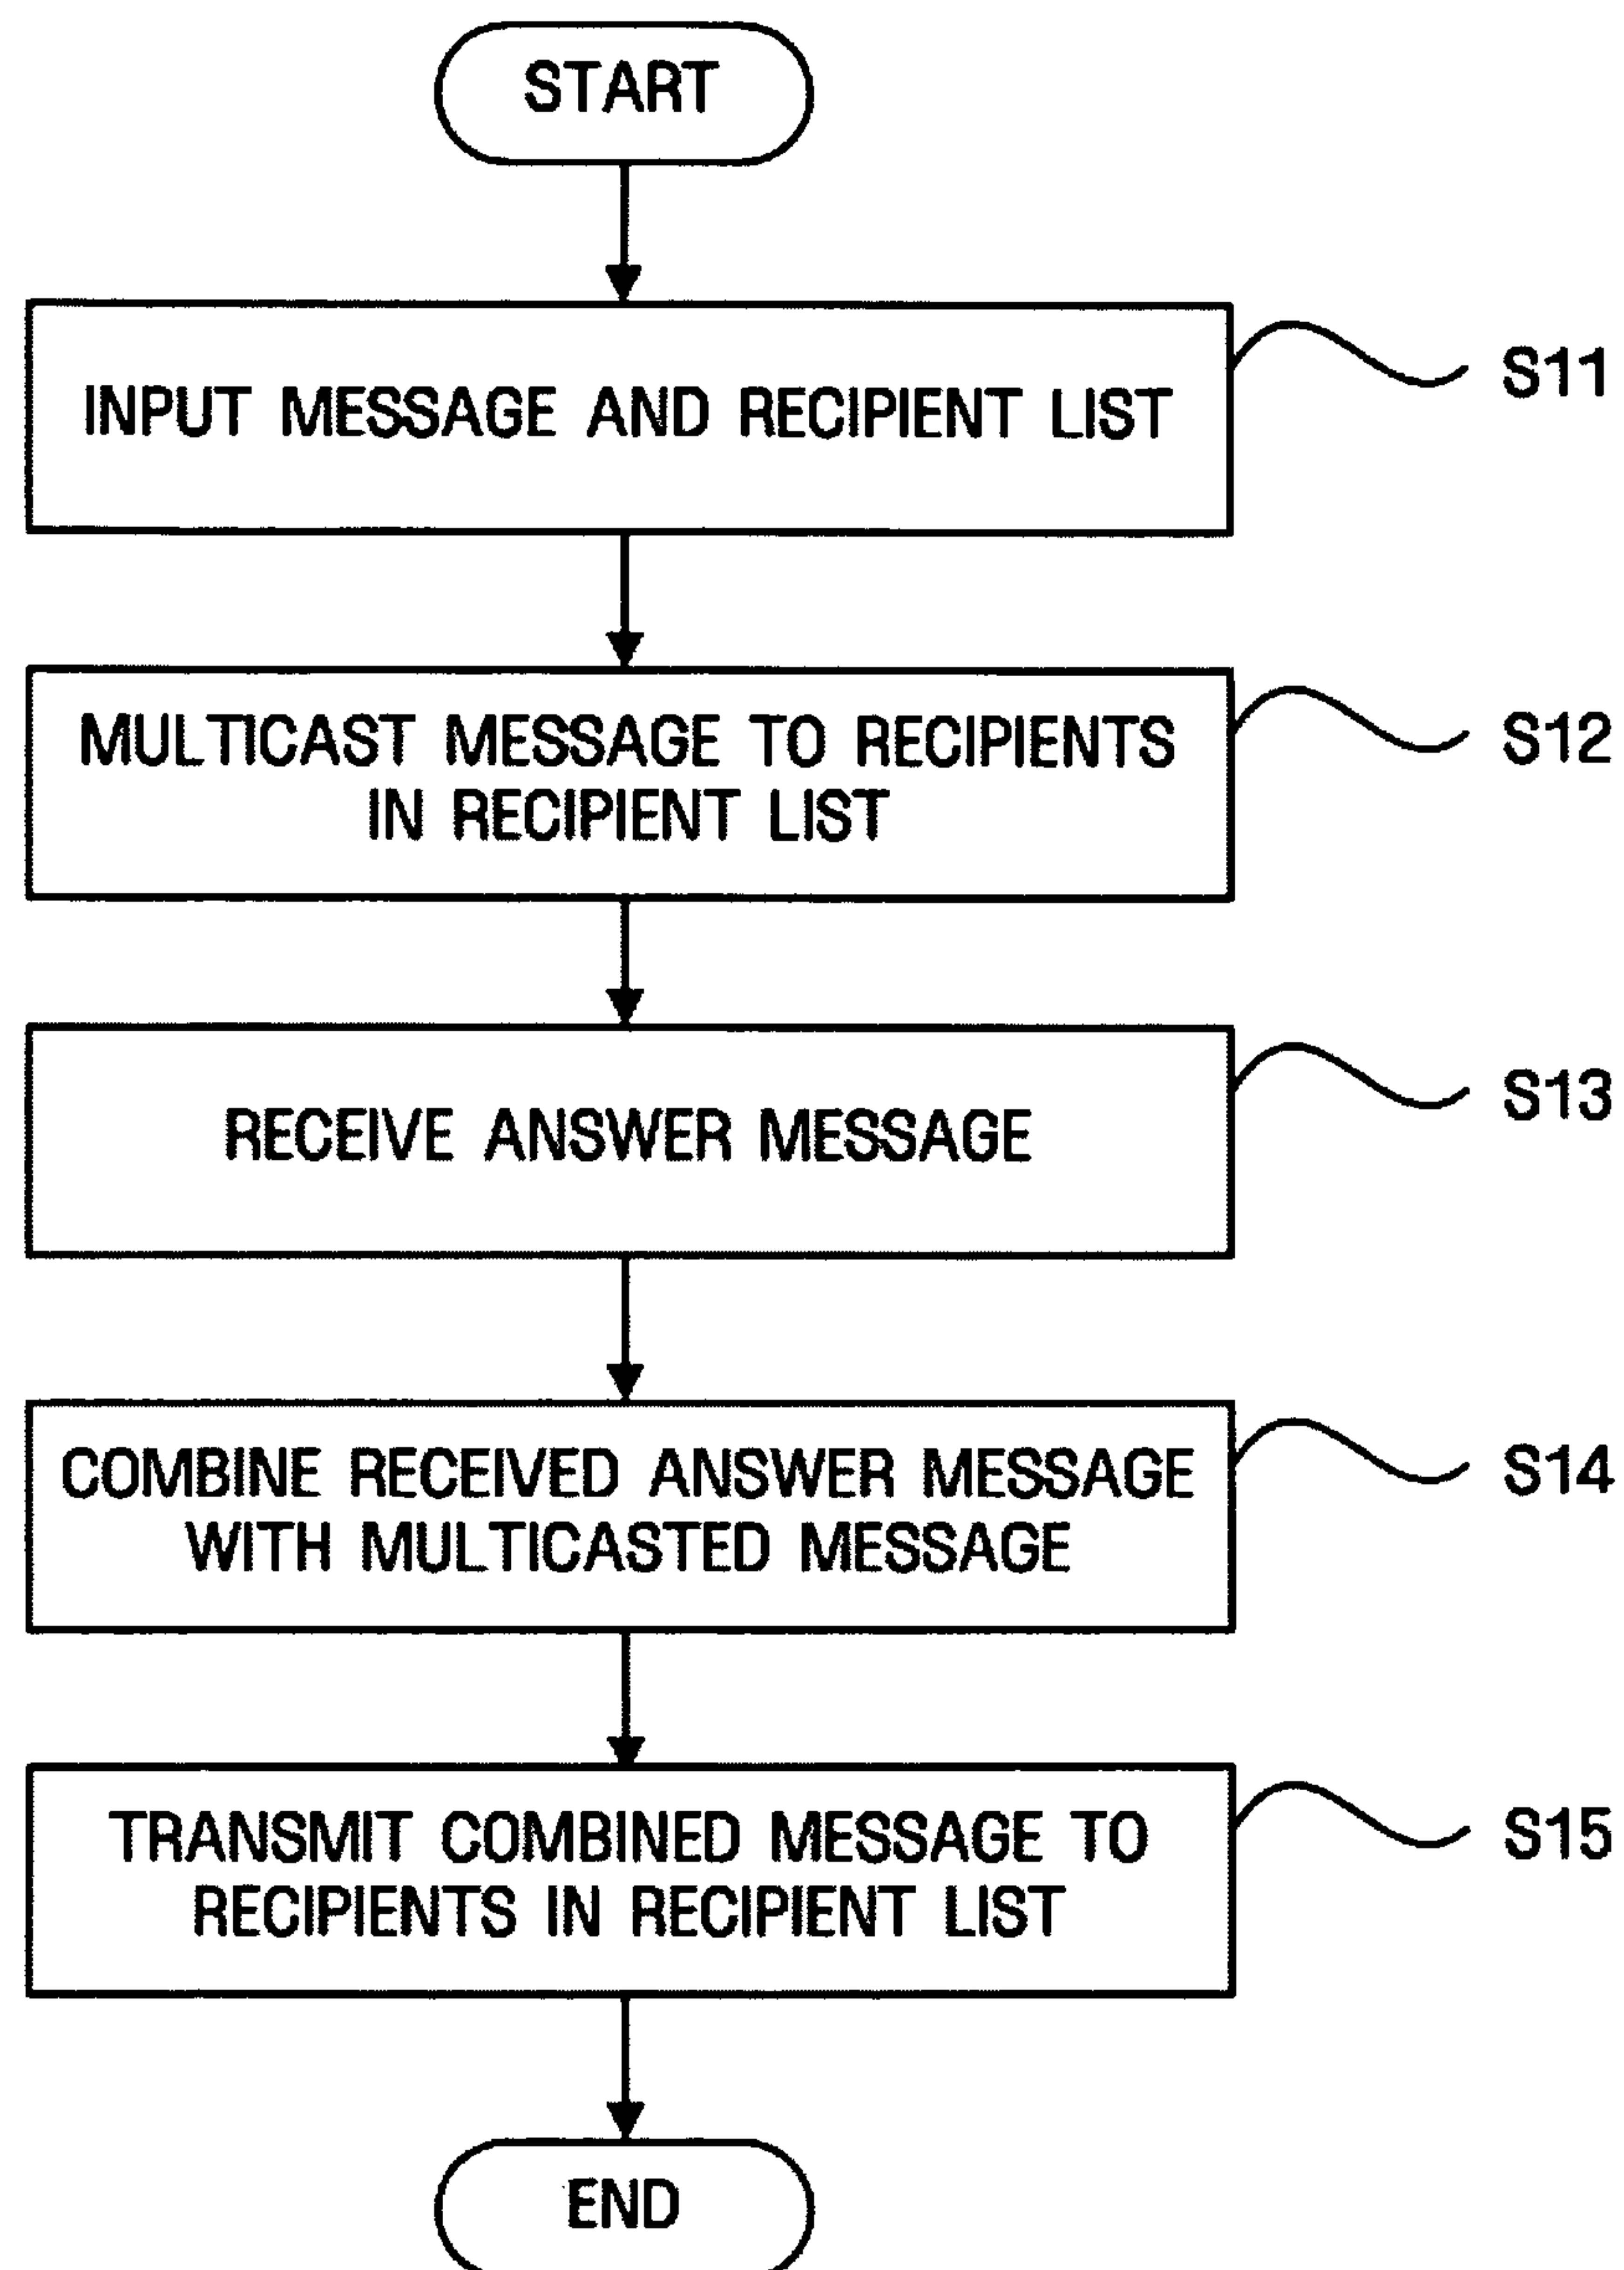 START
INPUT MESSAGE AND RECIPIENT LIST
S11
MULTICAST MESSAGE TO RECIPIENTS
IN RECIPIENT LIST
S12
RECEIVE ANSWER MESSAGE
S13
COMBINE RECEIVED ANSWER MESSAGE
WITH MULTICASTED MESSAGE
S14
TRANSMIT COMBINED MESSAGE TO
RECIPIENTS IN RECIPIENT LIST
S15
END